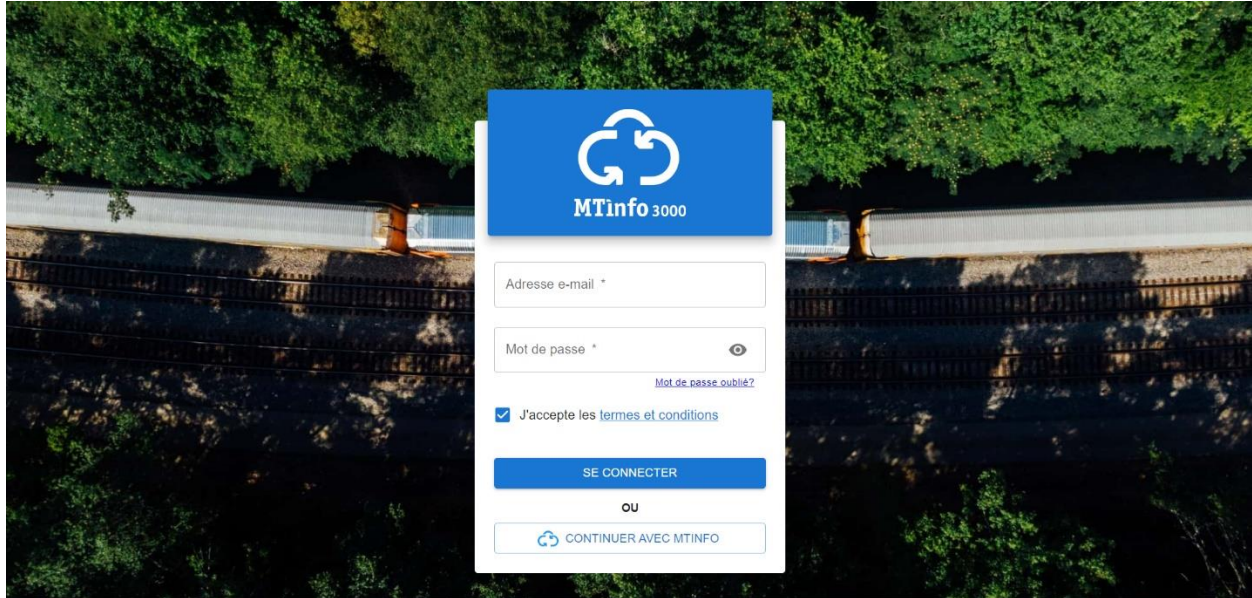 MTinfo 3000
Adresse e-mail *
Mot de passe *
Mot de passe oublié?
J'accepte les termes et conditions
SE CONNECTER
OU
CONTINUER AVEC MTINFO